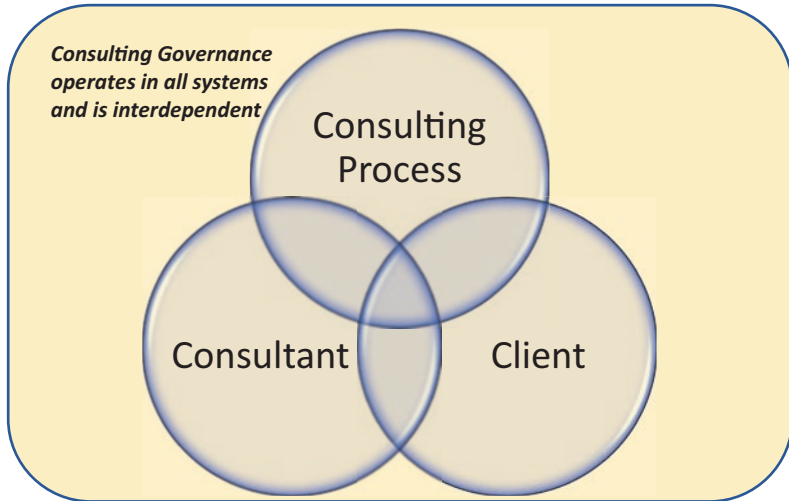 Consulting Governance
operates in all systems
and is interdependent
Consulting
Process
Consultant
Client